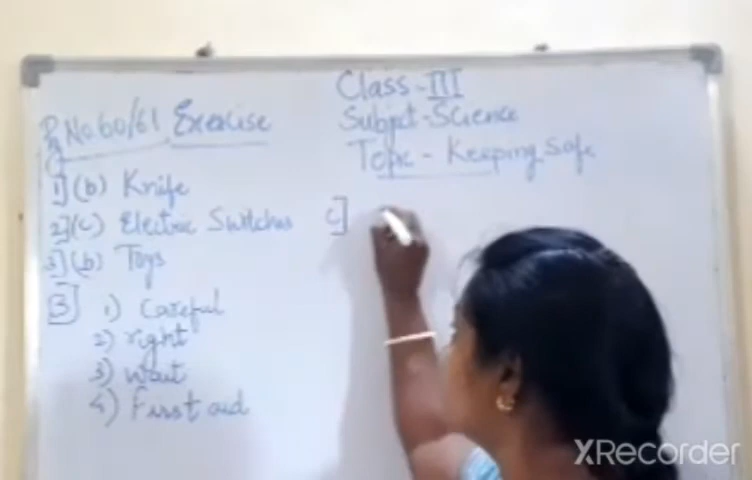 Class - III
Subject - Science
Topic - Keeping Safe
Pg No 60/61 Exercise
1] (b) Knife
2] (c) Electric Switches
3] (b) Toys
B]
1) Careful
2) right
3) wait
4) First aid
C]
XRecorder